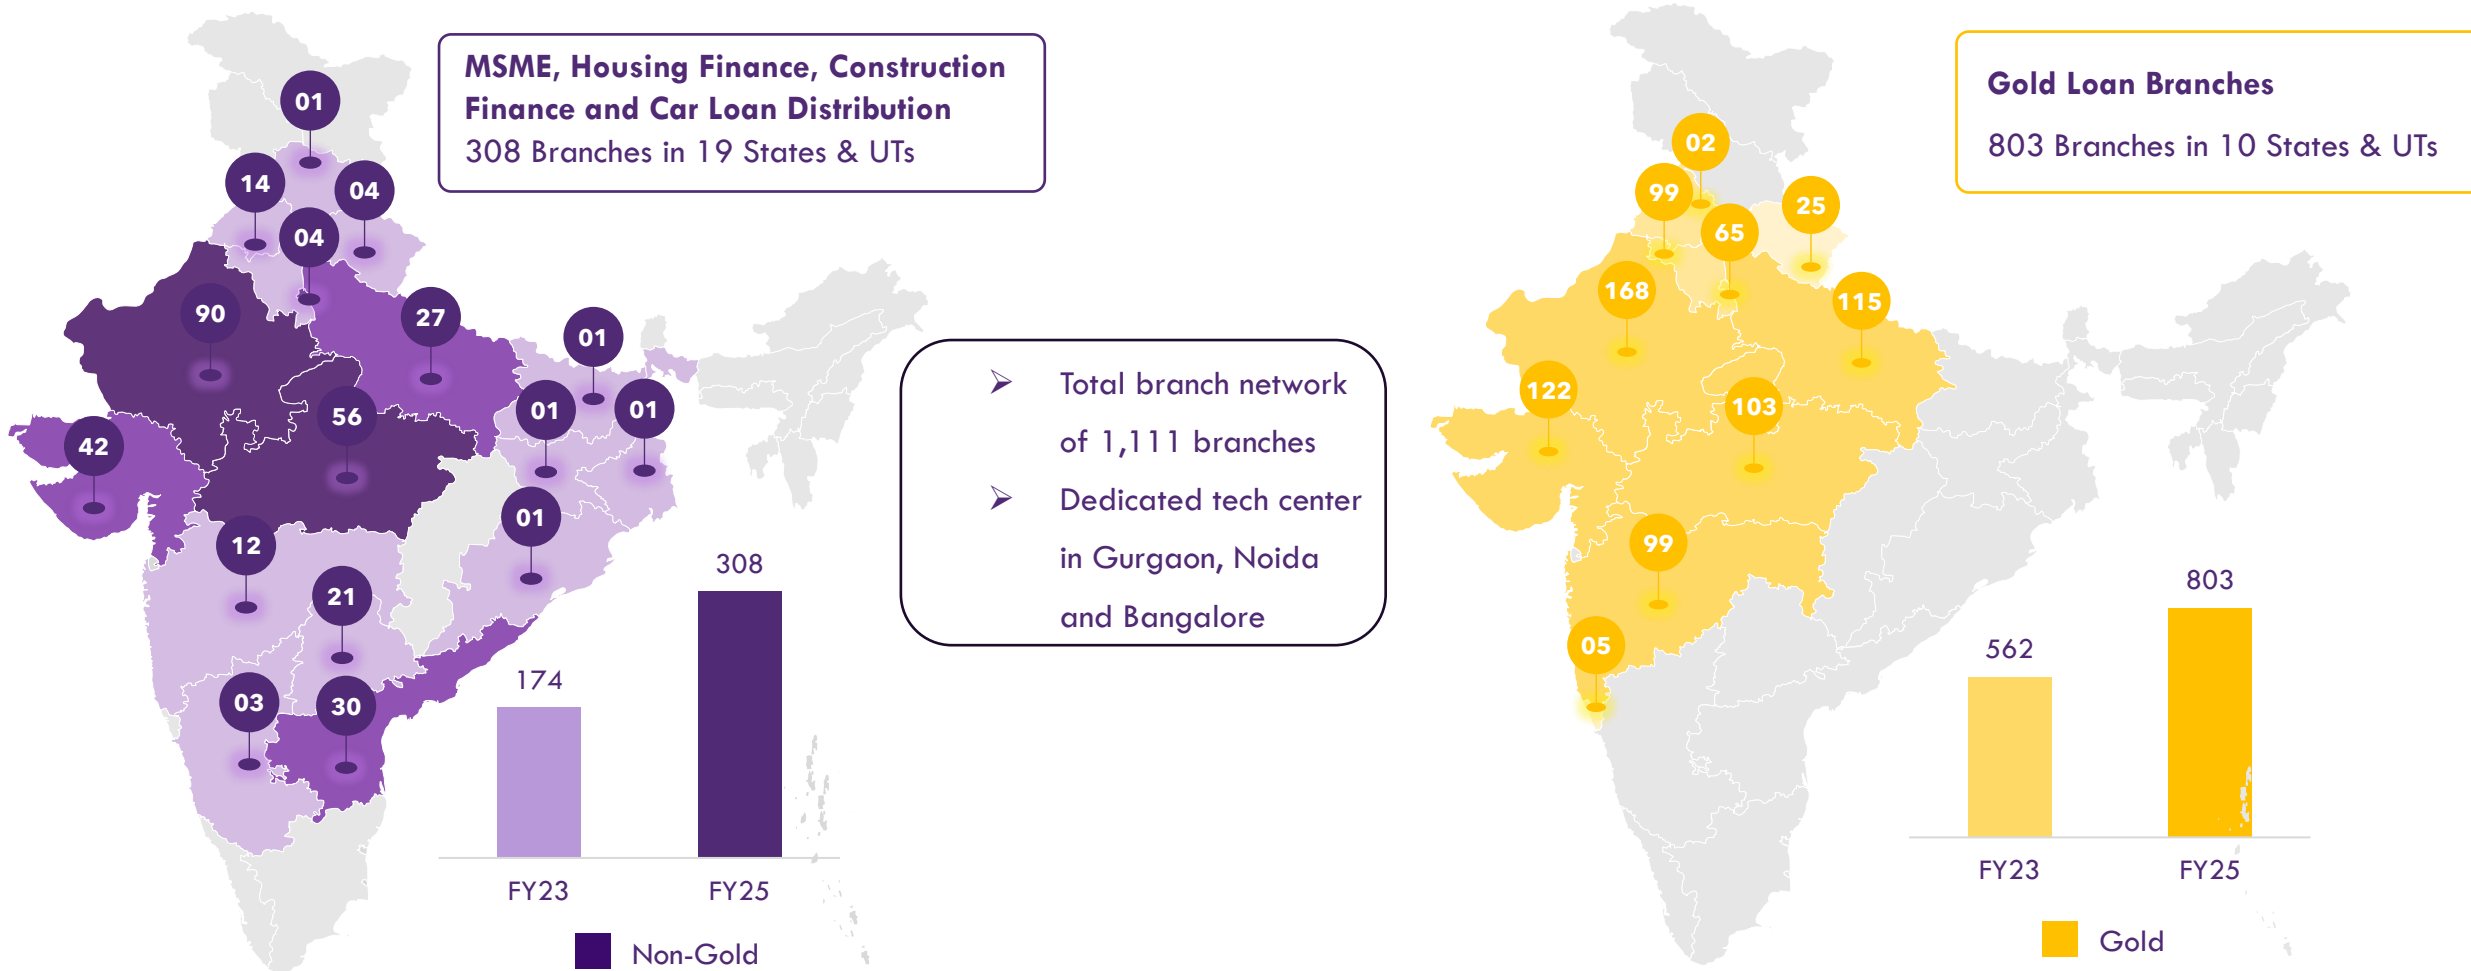 MSME, Housing Finance, Construction
Finance and Car Loan Distribution
308 Branches in 19 States & UTs
01
14
04
04
90
27
01
56
01
01
42
01
12
21
03
30
308
174
FY23
FY25
Non-Gold
➤ Total branch network
of 1,111 branches
➤ Dedicated tech center
in Gurgaon, Noida
and Bangalore
Gold Loan Branches
803 Branches in 10 States & UTs
02
99
25
65
168
115
122
103
99
05
803
562
FY23
FY25
Gold